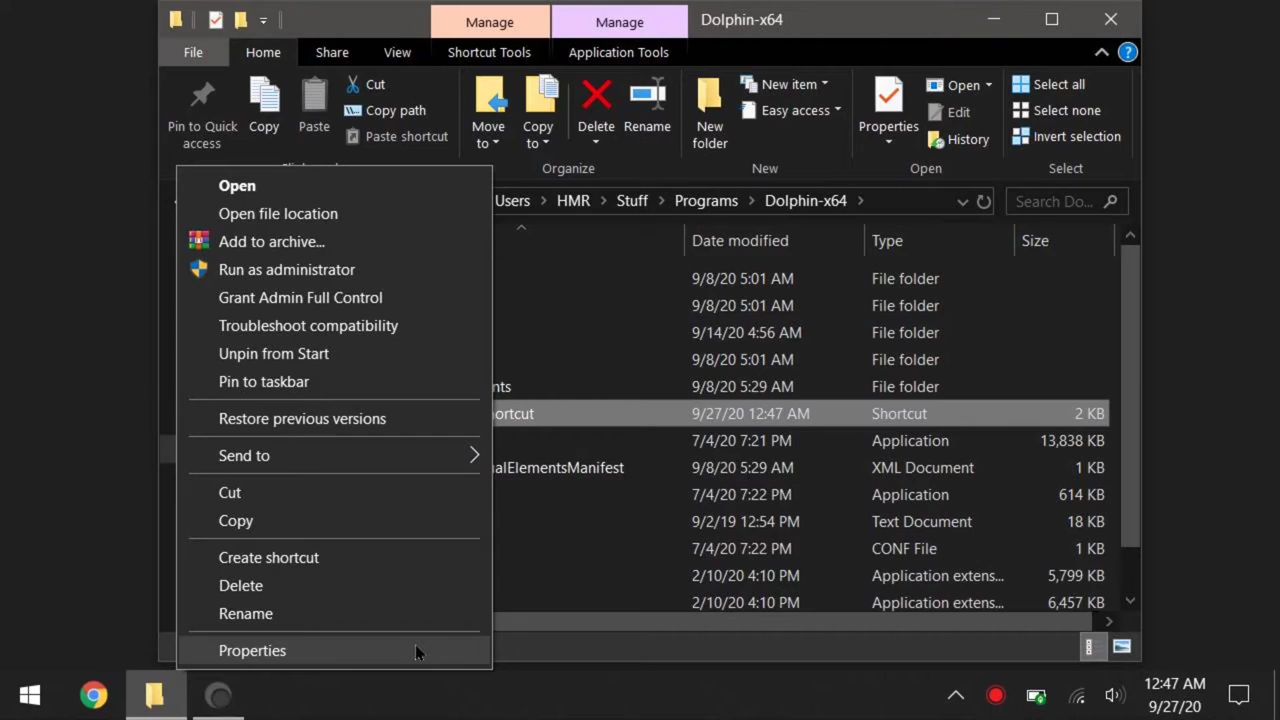 Manage
Manage
Dolphin-x64
File
Home
Share
View
Shortcut Tools
Application Tools
?
Pin to Quick
access
Copy
Paste
Cut
Copy path
Paste shortcut
Move
to
Copy
to
Delete
Rename
New
folder
New item
Easy access
Properties
Open
Edit
History
Select all
Select none
Invert selection
Organize
New
Open
Select
Users
HMR
Stuff
Programs
Dolphin-x64
Search Do...
Date modified
Type
Size
9/8/20 5:01 AM
File folder
9/8/20 5:01 AM
File folder
9/14/20 4:56 AM
File folder
9/8/20 5:01 AM
File folder
nts
9/8/20 5:29 AM
File folder
ortcut
9/27/20 12:47 AM
Shortcut
2 KB
7/4/20 7:21 PM
Application
13,838 KB
alElementsManifest
9/8/20 5:29 AM
XML Document
1 KB
7/4/20 7:22 PM
Application
614 KB
9/2/19 12:54 PM
Text Document
18 KB
7/4/20 7:22 PM
CONF File
1 KB
2/10/20 4:10 PM
Application extens...
5,799 KB
2/10/20 4:10 PM
Application extens...
6,457 KB
Open
Open file location
Add to archive...
Run as administrator
Grant Admin Full Control
Troubleshoot compatibility
Unpin from Start
Pin to taskbar
Restore previous versions
Send to
Cut
Copy
Create shortcut
Delete
Rename
Properties
12:47 AM
9/27/20